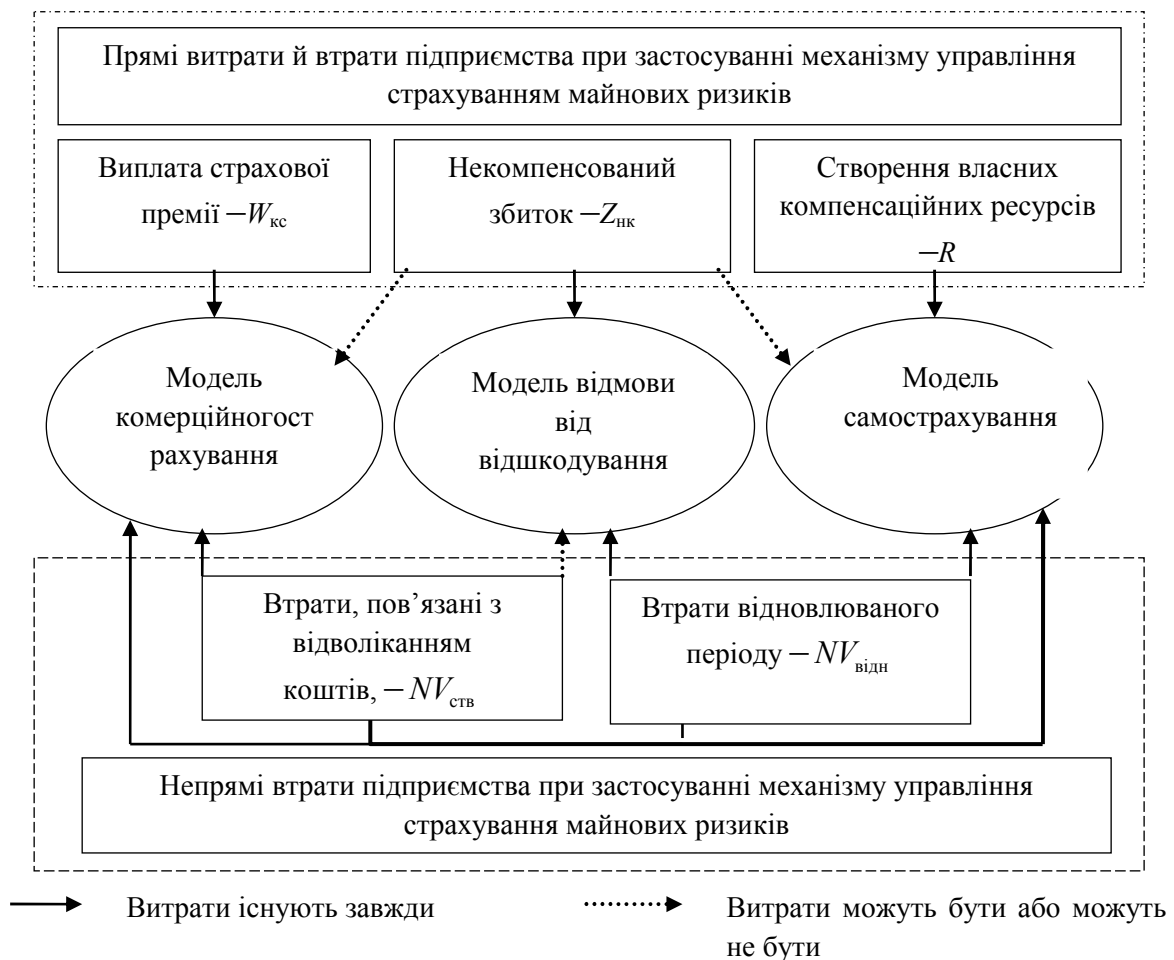 Прямі витрати й втрати підприємства при застосуванні механізму управління
страхуванням майнових ризиків
Виплата страхової
премії –Wкс
Некомпенсований
збиток –Zнк
Створення власних
компенсаційних ресурсів
–R
Модель
комерційногост
рахування
Модель відмови
від
відшкодування
Модель
самострахування
Втрати, пов’язані з
відволіканням
коштів, –NVств
Втрати відновлюваного
періоду –NVвідн
Непрямі втрати підприємства при застосуванні механізму управління
страхування майнових ризиків
Витрати існують завжди
Витрати можуть бути або можуть
не бути